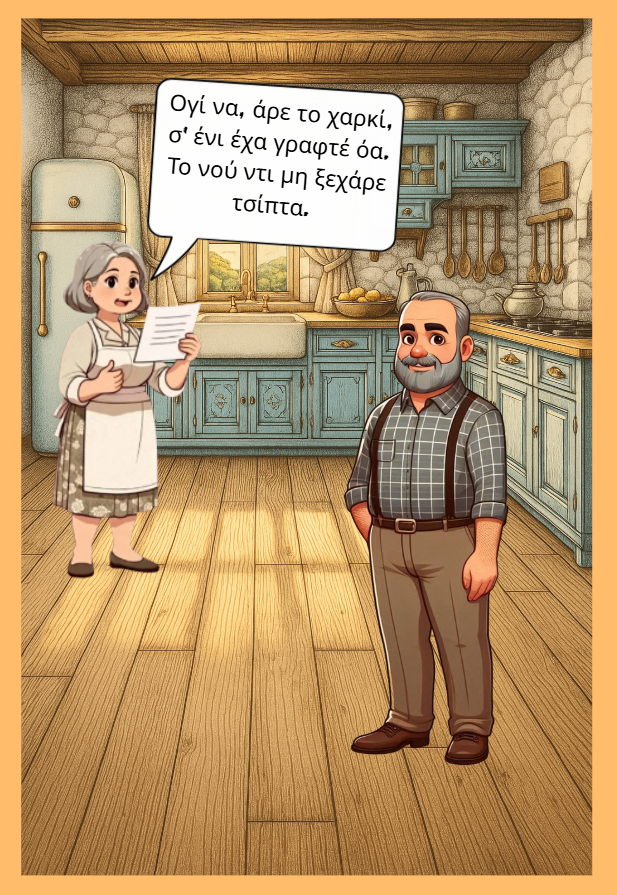 Ογί να, άρε το χαρκί,
σ' ένι έχα γραφτέ όα.
Το νού ντι μη ξεχάρε
τσίπτα.